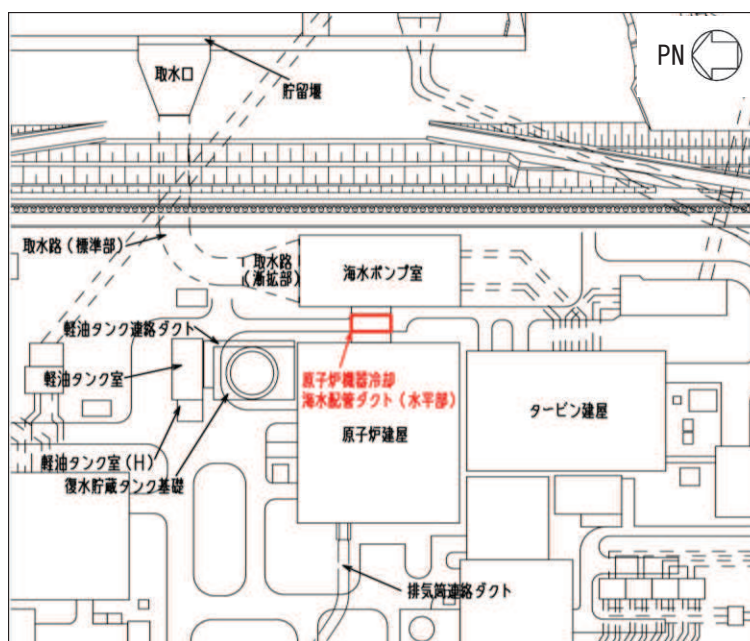 PN
取水口
貯留堰
取水路(標準部)
取水路
(漸拡部)
海水ポンプ室
軽油タンク連絡ダクト
軽油タンク室
原子炉機器冷却
海水配管ダクト(水平部)
タービン建屋
原子炉建屋
軽油タンク室(H)
復水貯蔵タンク基礎
排気筒連絡ダクト